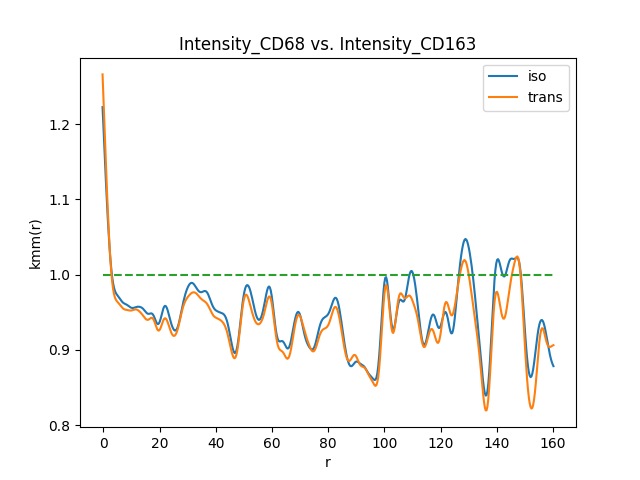 Intensity_CD68 vs. Intensity_CD163
iso
trans
kmm(r)
1.2
1.1
1.0
0.9
0.8
0 20 40 60 80 100 120 140 160
r